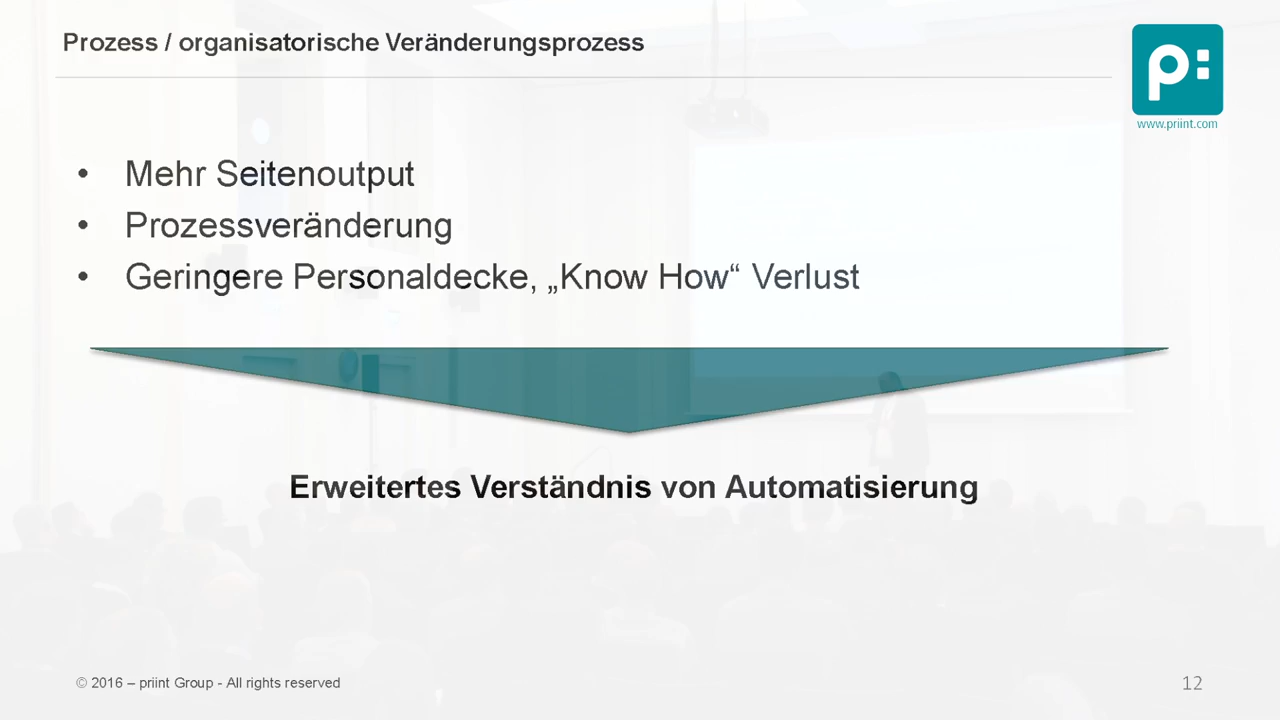 Prozess / organisatorische Veränderungsprozess
p:
www.priint.com
• Mehr Seitenoutput
• Prozessveränderung
• Geringere Personaldecke, „Know How“ Verlust
Erweitertes Verständnis von Automatisierung
© 2016 – priint Group - All rights reserved
12